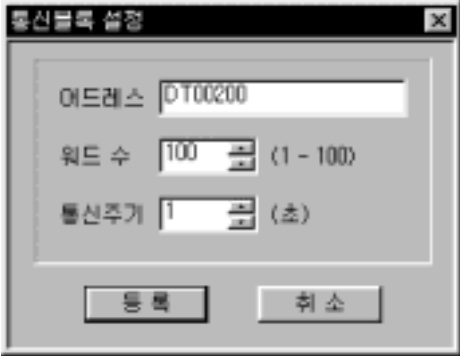 통신블록 설정
어드레스 DT00200
워드 수 100 (1 - 100)
통신주기 1 (초)
등 록 취 소